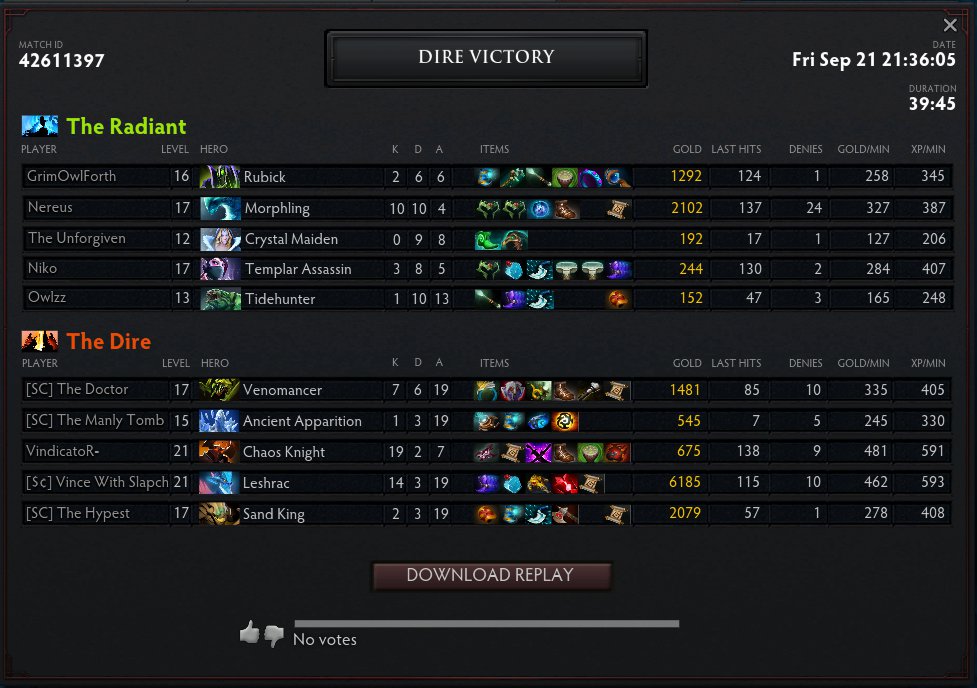 MATCH ID
42611397
DIRE VICTORY
DATE
Fri Sep 21 21:36:05
DURATION
39:45
The Radiant
PLAYER LEVEL HERO K D A ITEMS GOLD LAST HITS DENIES GOLD/MIN XP/MIN
GrimOwlForth 16 Rubick 2 6 6 1292 124 1 258 345
Nereus 17 Morphling 10 10 4 2102 137 24 327 387
The Unforgiven 12 Crystal Maiden 0 9 8 192 17 1 127 206
Niko 17 Templar Assassin 3 8 5 244 130 2 284 407
Owlzz 13 Tidehunter 1 10 13 152 47 3 165 248
The Dire
PLAYER LEVEL HERO K D A ITEMS GOLD LAST HITS DENIES GOLD/MIN XP/MIN
[SC] The Doctor 17 Venomancer 7 6 19 1481 85 10 335 405
[SC] The Manly Tomb 15 Ancient Apparition 1 3 19 545 7 5 245 330
VindicatoR- 21 Chaos Knight 19 2 7 675 138 9 481 591
[S¢] Vince With Slapch 21 Leshrac 14 3 19 6185 115 10 462 593
[SC] The Hypest 17 Sand King 2 3 19 2079 57 1 278 408
DOWNLOAD REPLAY
No votes